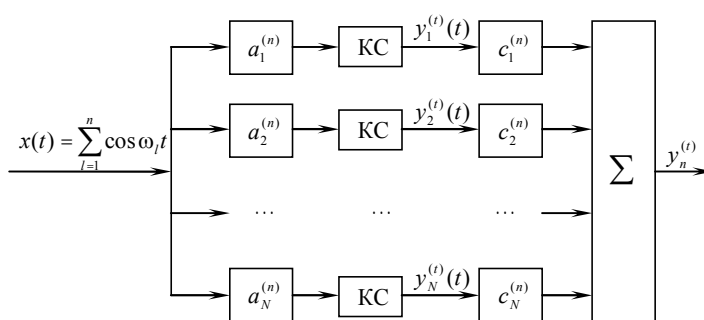 a_1^{(n)} КС y_1^{(t)}(t) c_1^{(n)}
x(t) = \sum_{l=1}^{n} \cos \omega_l t
a_2^{(n)} КС y_2^{(t)}(t) c_2^{(n)}
Σ y_n^{(t)}
... ... ...
a_N^{(n)} КС y_N^{(t)}(t) c_N^{(n)}